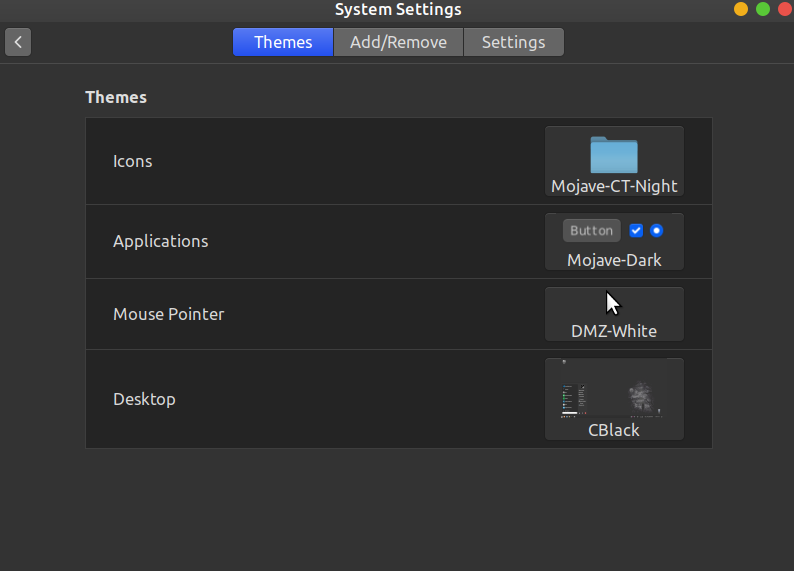 System Settings
Themes Add/Remove Settings
Themes
Icons
Mojave-CT-Night
Applications
Button
Mojave-Dark
Mouse Pointer
DMZ-White
Desktop
CBlack